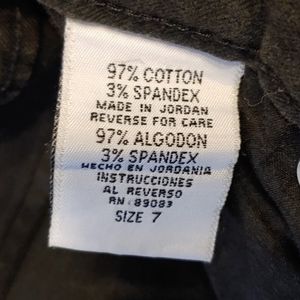 97% COTTON
3% SPANDEX
MADE IN JORDAN
REVERSE FOR CARE
97% ALGODON
3% SPANDEX
HECHO EN JORDANIA
INSTRUCCIONES
AL REVERSO
RN 89083
SIZE 7